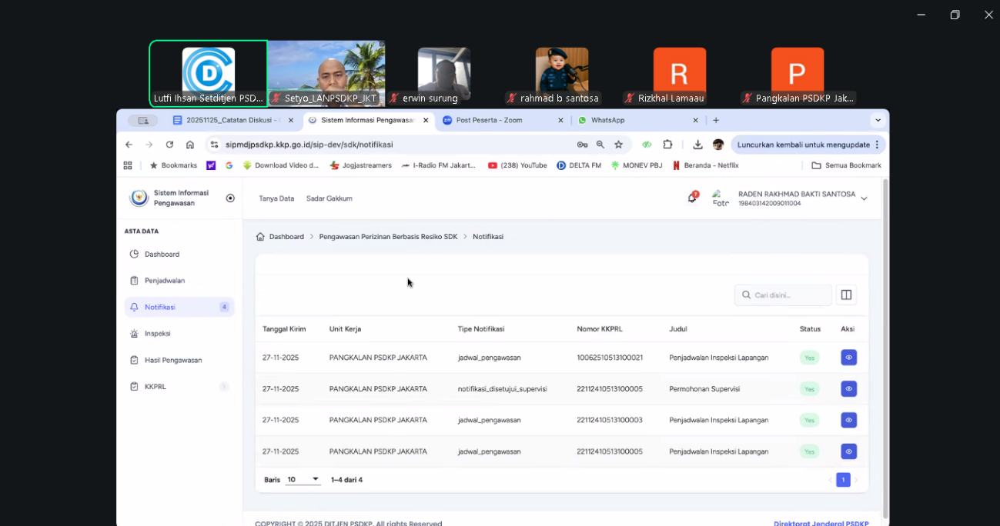 D
R
P
Lutfi Ihsan Setditjen PSD...
Setyo_LANPSDKP_JKT
erwin surung
rahmad b santosa
Rizkhal Lamaau
Pangkalan PSDKP Jak...
20251125_Catatan Diskusi -
Sistem Informasi Pengawasan
Post Peserta - Zoom
WhatsApp
sipmdjpsdkp.kkp.go.id/sip-dev/sdk/notifikasi
Luncurkan kembali untuk mengupdate
Bookmarks
Download Video d...
Jogjastreamers
I-Radio FM Jakart...
(238) YouTube
DELTA FM
MONEV PBJ
Beranda - Netflix
Semua Bookmark
Sistem Informasi
Pengawasan
Tanya Data Sadar Gakkum
Foto
RADEN RAKHMAD BAKTI SANTOSA
198403142009011004
ASTA DATA
Dashboard
Penjadwalan
Notifikasi 4
Inspeksi
Hasil Pengawasan
KKPRL
Dashboard > Pengawasan Perizinan Berbasis Resiko SDK > Notifikasi
Cari disini...
Tanggal Kirim Unit Kerja Tipe Notifikasi Nomor KKPRL Judul Status Aksi
27-11-2025 PANGKALAN PSDKP JAKARTA jadwal_pengawasan 10062510513100021 Penjadwalan Inspeksi Lapangan Yes
27-11-2025 PANGKALAN PSDKP JAKARTA notifikasi_disetujui_supervisi 22112410513100005 Permohonan Supervisi Yes
27-11-2025 PANGKALAN PSDKP JAKARTA jadwal_pengawasan 22112410513100003 Penjadwalan Inspeksi Lapangan Yes
27-11-2025 PANGKALAN PSDKP JAKARTA jadwal_pengawasan 22112410513100005 Penjadwalan Inspeksi Lapangan Yes
Baris 10 1-4 dari 4
1
COPYRIGHT © 2025 DITJEN PSDKP, All rights Reserved
Direktorat Jenderal PSDKP